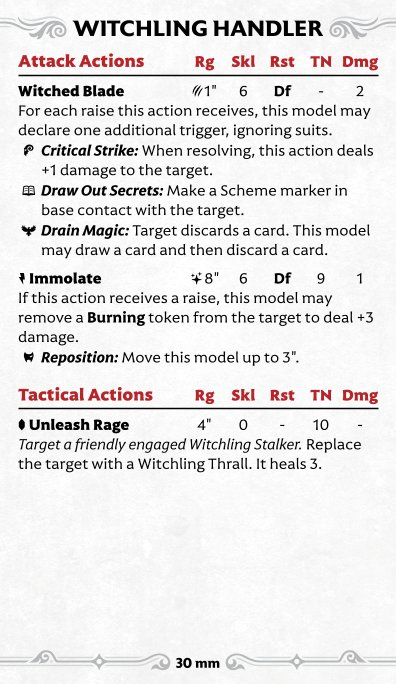 WITCHLING HANDLER
Attack Actions Rg Skl Rst TN Dmg
Witched Blade 1" 6 Df - 2
For each raise this action receives, this model may
declare one additional trigger, ignoring suits.
Critical Strike: When resolving, this action deals
+1 damage to the target.
Draw Out Secrets: Make a Scheme marker in
base contact with the target.
Drain Magic: Target discards a card. This model
may draw a card and then discard a card.
Immolate 8" 6 Df 9 1
If this action receives a raise, this model may
remove a Burning token from the target to deal +3
damage.
Reposition: Move this model up to 3".
Tactical Actions Rg Skl Rst TN Dmg
Unleash Rage 4" 0 - 10 -
Target a friendly engaged Witchling Stalker. Replace
the target with a Witchling Thrall. It heals 3.
30 mm